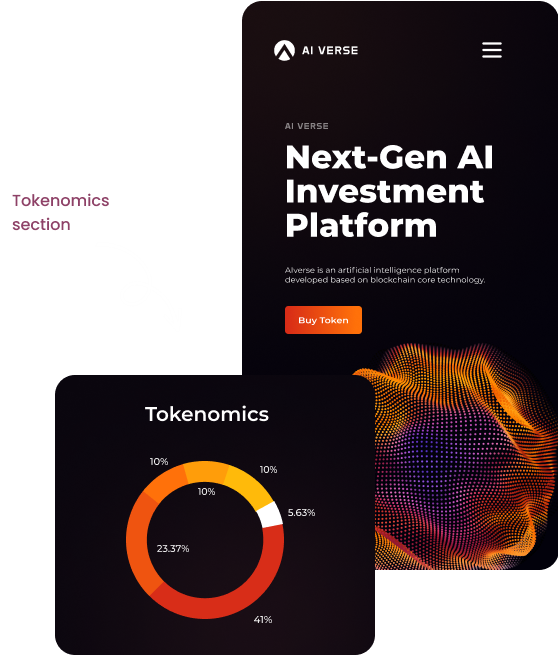 AI VERSE
AI VERSE
Next-Gen AI
Investment
Platform
Tokenomics
section
AIverse is an artificial intelligence platform
developed based on blockchain core technology.
Buy Token
Tokenomics
10%
10%
10%
5.63%
23.37%
41%